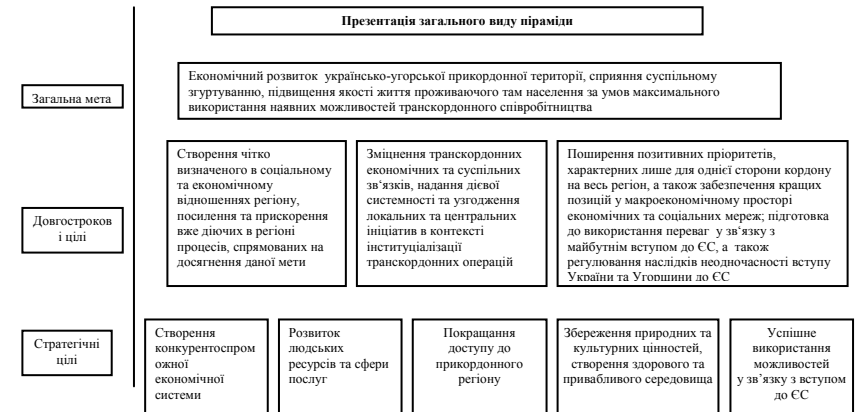 Презентація загального виду піраміди
Загальна мета
Економічний розвиток українсько-угорської прикордонної території, сприяння суспільному
згуртуванню, підвищення якості життя проживаючого там населення за умов максимального
використання наявних можливостей транскордонного співробітництва
Довгостроков
і цілі
Створення чітко
визначеного в соціальному
та економічному
відношеннях регіону,
посилення та прискорення
вже діючих в регіоні
процесів, спрямованих на
досягнення даної мети
Зміцнення транскордонних
економічних та суспільних
зв‘язків, надання дієвої
системності та узгодження
локальних та центральних
ініціатив в контексті
інституціалізації
транскордонних операцій
Поширення позитивних пріоритетів,
характерних лише для однієї сторони кордону
на весь регіон, а також забезпечення кращих
позицій у макроекономічному просторі
економічних та соціальних мереж; підготовка
до використання переваг у зв‘язку з
майбутнім вступом до ЄС, а також
регулювання наслідків неодночасності вступу
України та Угорщини до ЄС
Стратегічні
цілі
Створення
конкурентоспром
ожної
економічної
системи
Розвиток
людських
ресурсів та сфери
послуг
Покращання
доступу до
прикордонного
регіону
Збереження природних та
культурних цінностей,
створення здорового та
привабливого середовища
Успішне
використання
можливостей
у зв‘язку з вступом
до ЄС